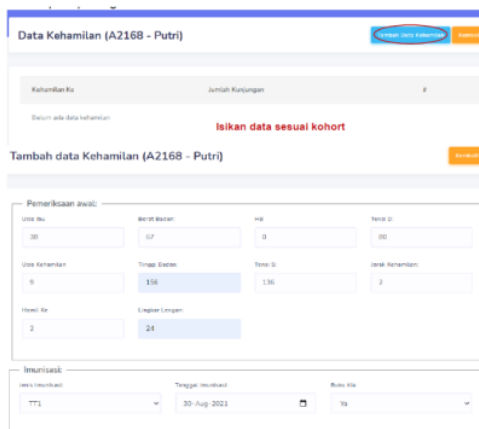 Data Kehamilan (A2168 - Putri)
Tambah Data Kehamilan
Kembali
Kehamilan Ke
Jumlah Kunjungan
#
Belum ada data kehamilan
Isikan data sesuai kohort
Tambah data Kehamilan (A2168 - Putri)
Kembali
Pemeriksaan awal:
Usia Ibu
Berat Badan:
HB
Tensi D:
38
67
80
Usia Kehamilan
Tinggi Badan:
Tensi S:
Jarak Kehamilan:
9
156
136
2
Hamil Ke
Lingkar Lengan:
2
24
Imunisasi:
Jenis Imunisasi
Tanggal Imunisasi
Buku Kia
TT1
30-Aug-2021
Ya